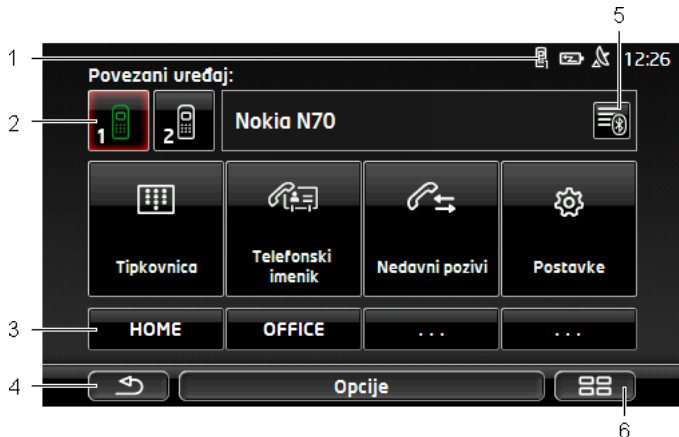 5
1
12:26
Povezani uređaj:
2
1
2
Nokia N70
Tipkovnica
Telefonski
imenik
Nedavni pozivi
Postavke
3
HOME
OFFICE
...
...
4
Opcije
6